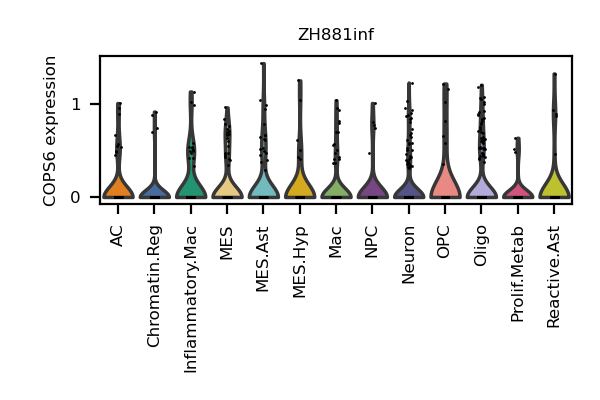 ZH881inf
COPS6 expression
1
0
AC
Chromatin.Reg
Inflammatory.Mac
MES
MES.Ast
MES.Hyp
Mac
NPC
Neuron
OPC
Oligo
Prolif.Metab
Reactive.Ast